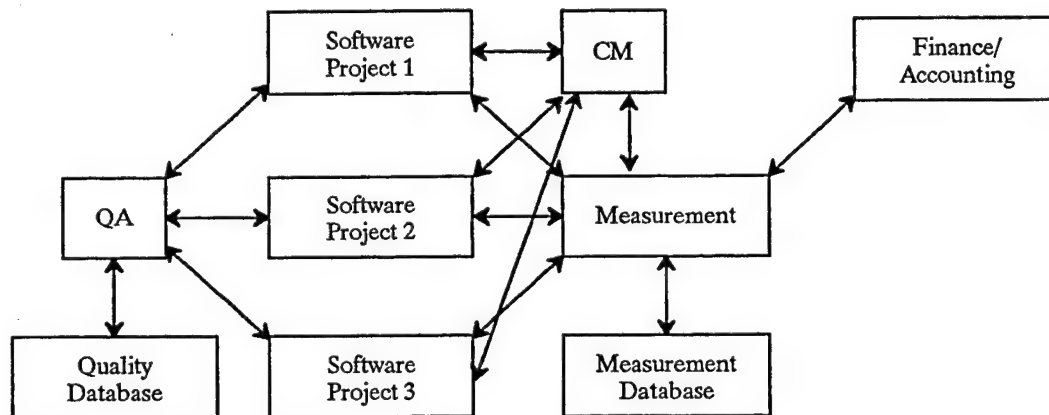 Software
Project 1
CM
Finance/
Accounting
QA
Software
Project 2
Measurement
Quality
Database
Software
Project 3
Measurement
Database